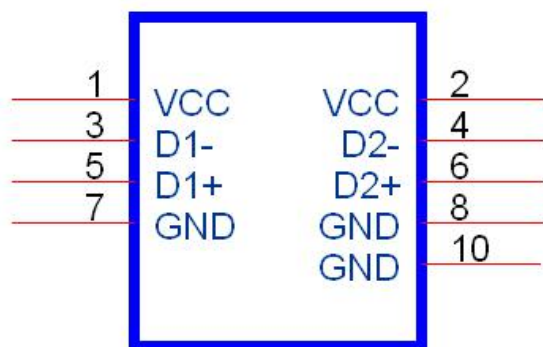 1 VCC VCC 2
3 D1- D2- 4
5 D1+ D2+ 6
7 GND GND 8
GND 10